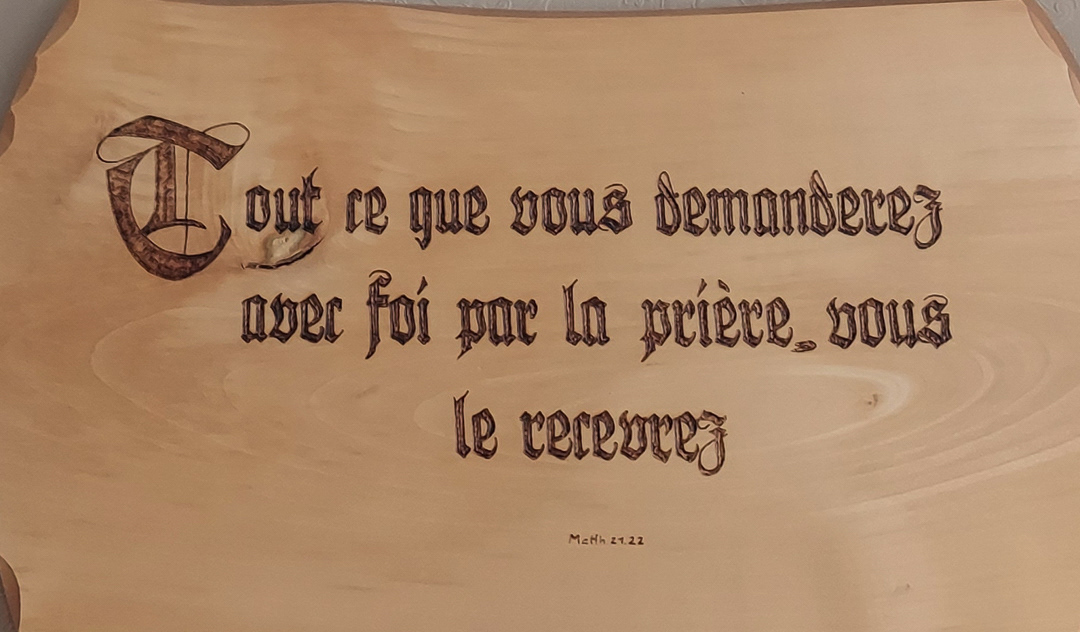 Tout ce que vous demanderez
avec foi par la prière, vous
le recevrez
Matth 21.22